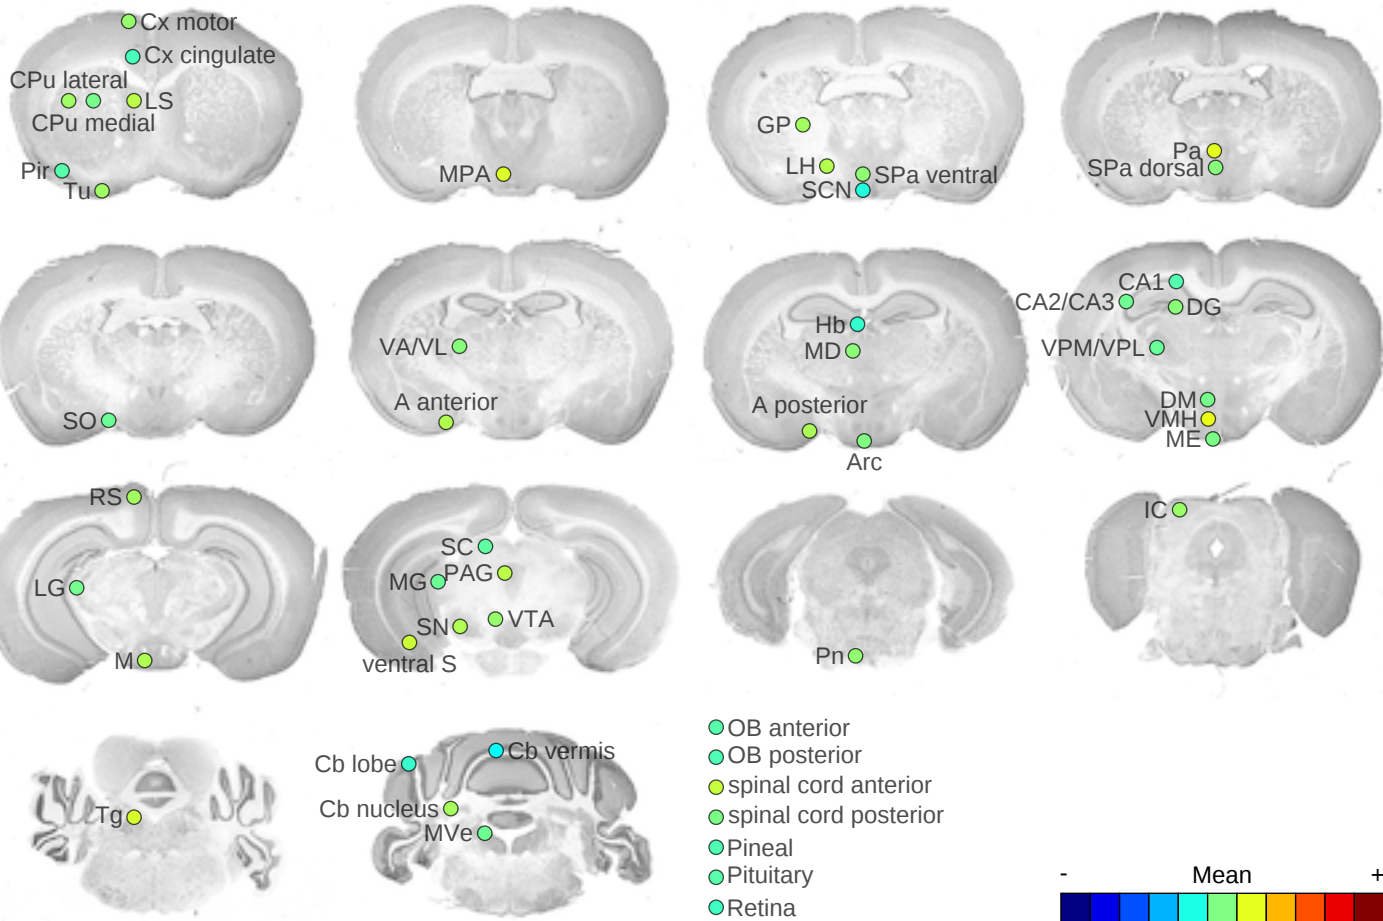 Cx motor
Cx cingulate
CPu lateral
LS
CPu medial
Pir
Tu
MPA
GP
LH
SPa ventral
SCN
Pa
SPa dorsal
SO
VA/VL
A anterior
Hb
MD
A posterior
Arc
CA1
CA2/CA3
DG
VPM/VPL
DM
VMH
ME
RS
LG
M
SC
MG
PAG
SN
VTA
ventral S
Pn
IC
Tg
Cb lobe
Cb vermis
Cb nucleus
MVe
OB anterior
OB posterior
spinal cord anterior
spinal cord posterior
Pineal
Pituitary
Retina
- Mean +